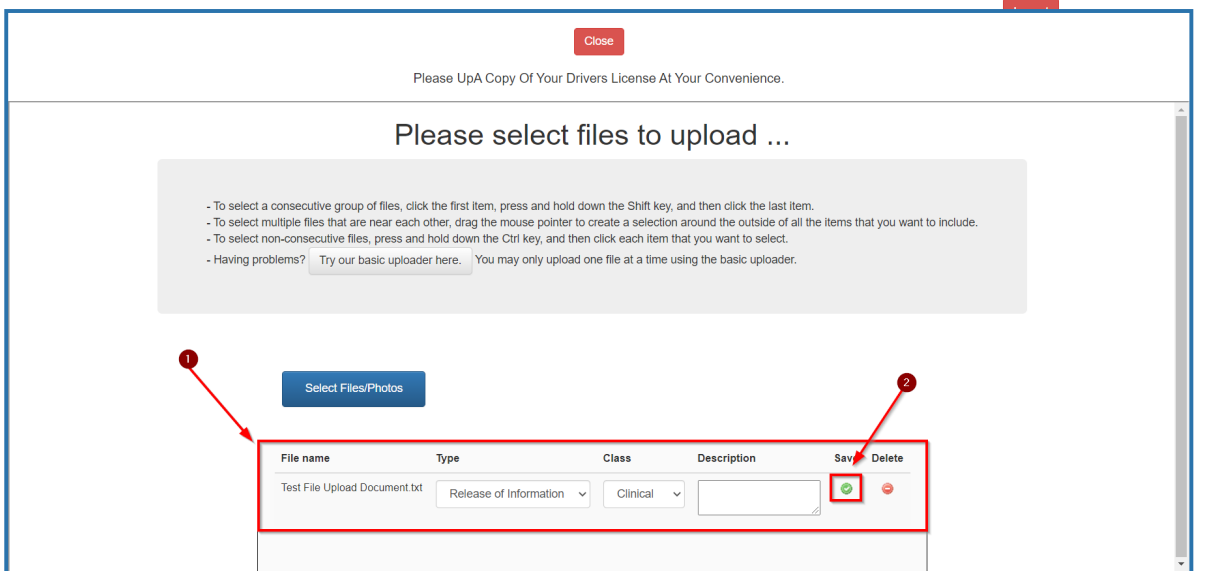 Close
Please UpA Copy Of Your Drivers License At Your Convenience.
Please select files to upload ...
- To select a consecutive group of files, click the first item, press and hold down the Shift key, and then click the last item.
- To select multiple files that are near each other, drag the mouse pointer to create a selection around the outside of all the items that you want to include.
- To select non-consecutive files, press and hold down the Ctrl key, and then click each item that you want to select.
- Having problems? Try our basic uploader here. You may only upload one file at a time using the basic uploader.
1
Select Files/Photos
2
File name Type Class Description Save Delete
Test File Upload Document.txt Release of Information Clinical